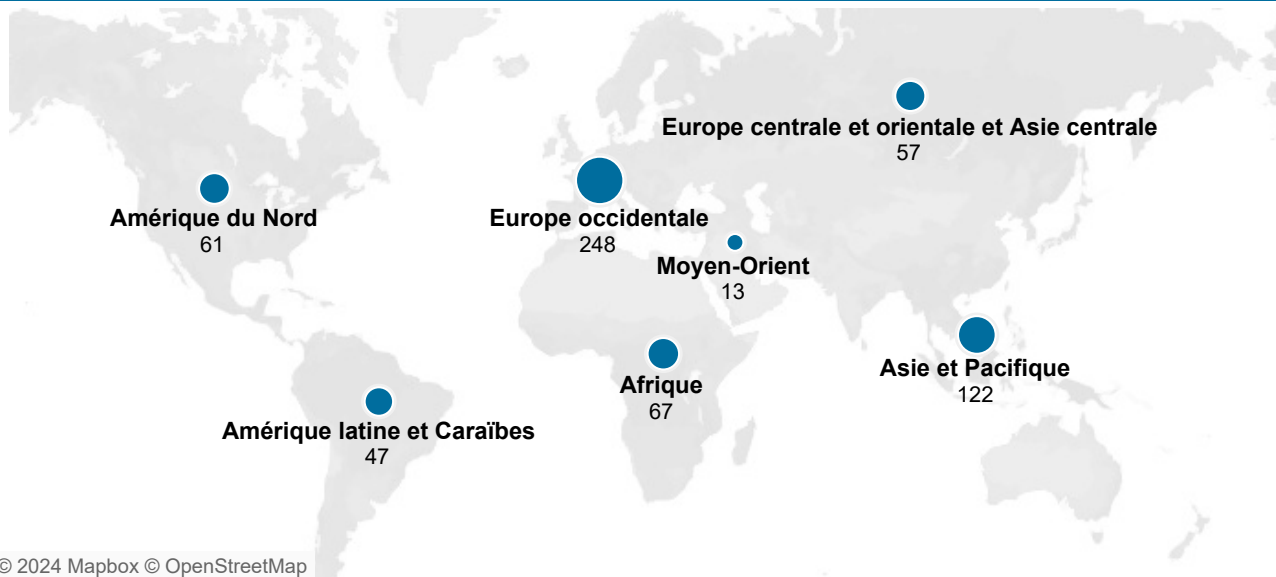 Europe centrale et orientale et Asie centrale
57
Amérique du Nord
61
Europe occidentale
248
Moyen-Orient
13
Asie et Pacifique
122
Afrique
67
Amérique latine et Caraïbes
47
© 2024 Mapbox © OpenStreetMap